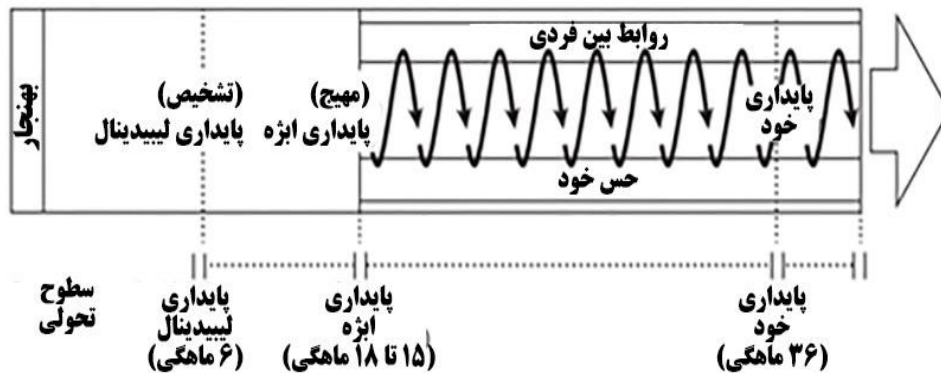 بهنجار
روابط بین فردی
(تشخیص)
پایداری لیبیدینال
(مهیج)
پایداری ابژه
پایداری
خود
حس خود
سطوح
تحولی
پایداری
لیبیدینال
(۶ ماهگی)
پایداری
ابژه
(۱۵ تا ۱۸ ماهگی)
پایداری
خود
(۳۶ ماهگی)